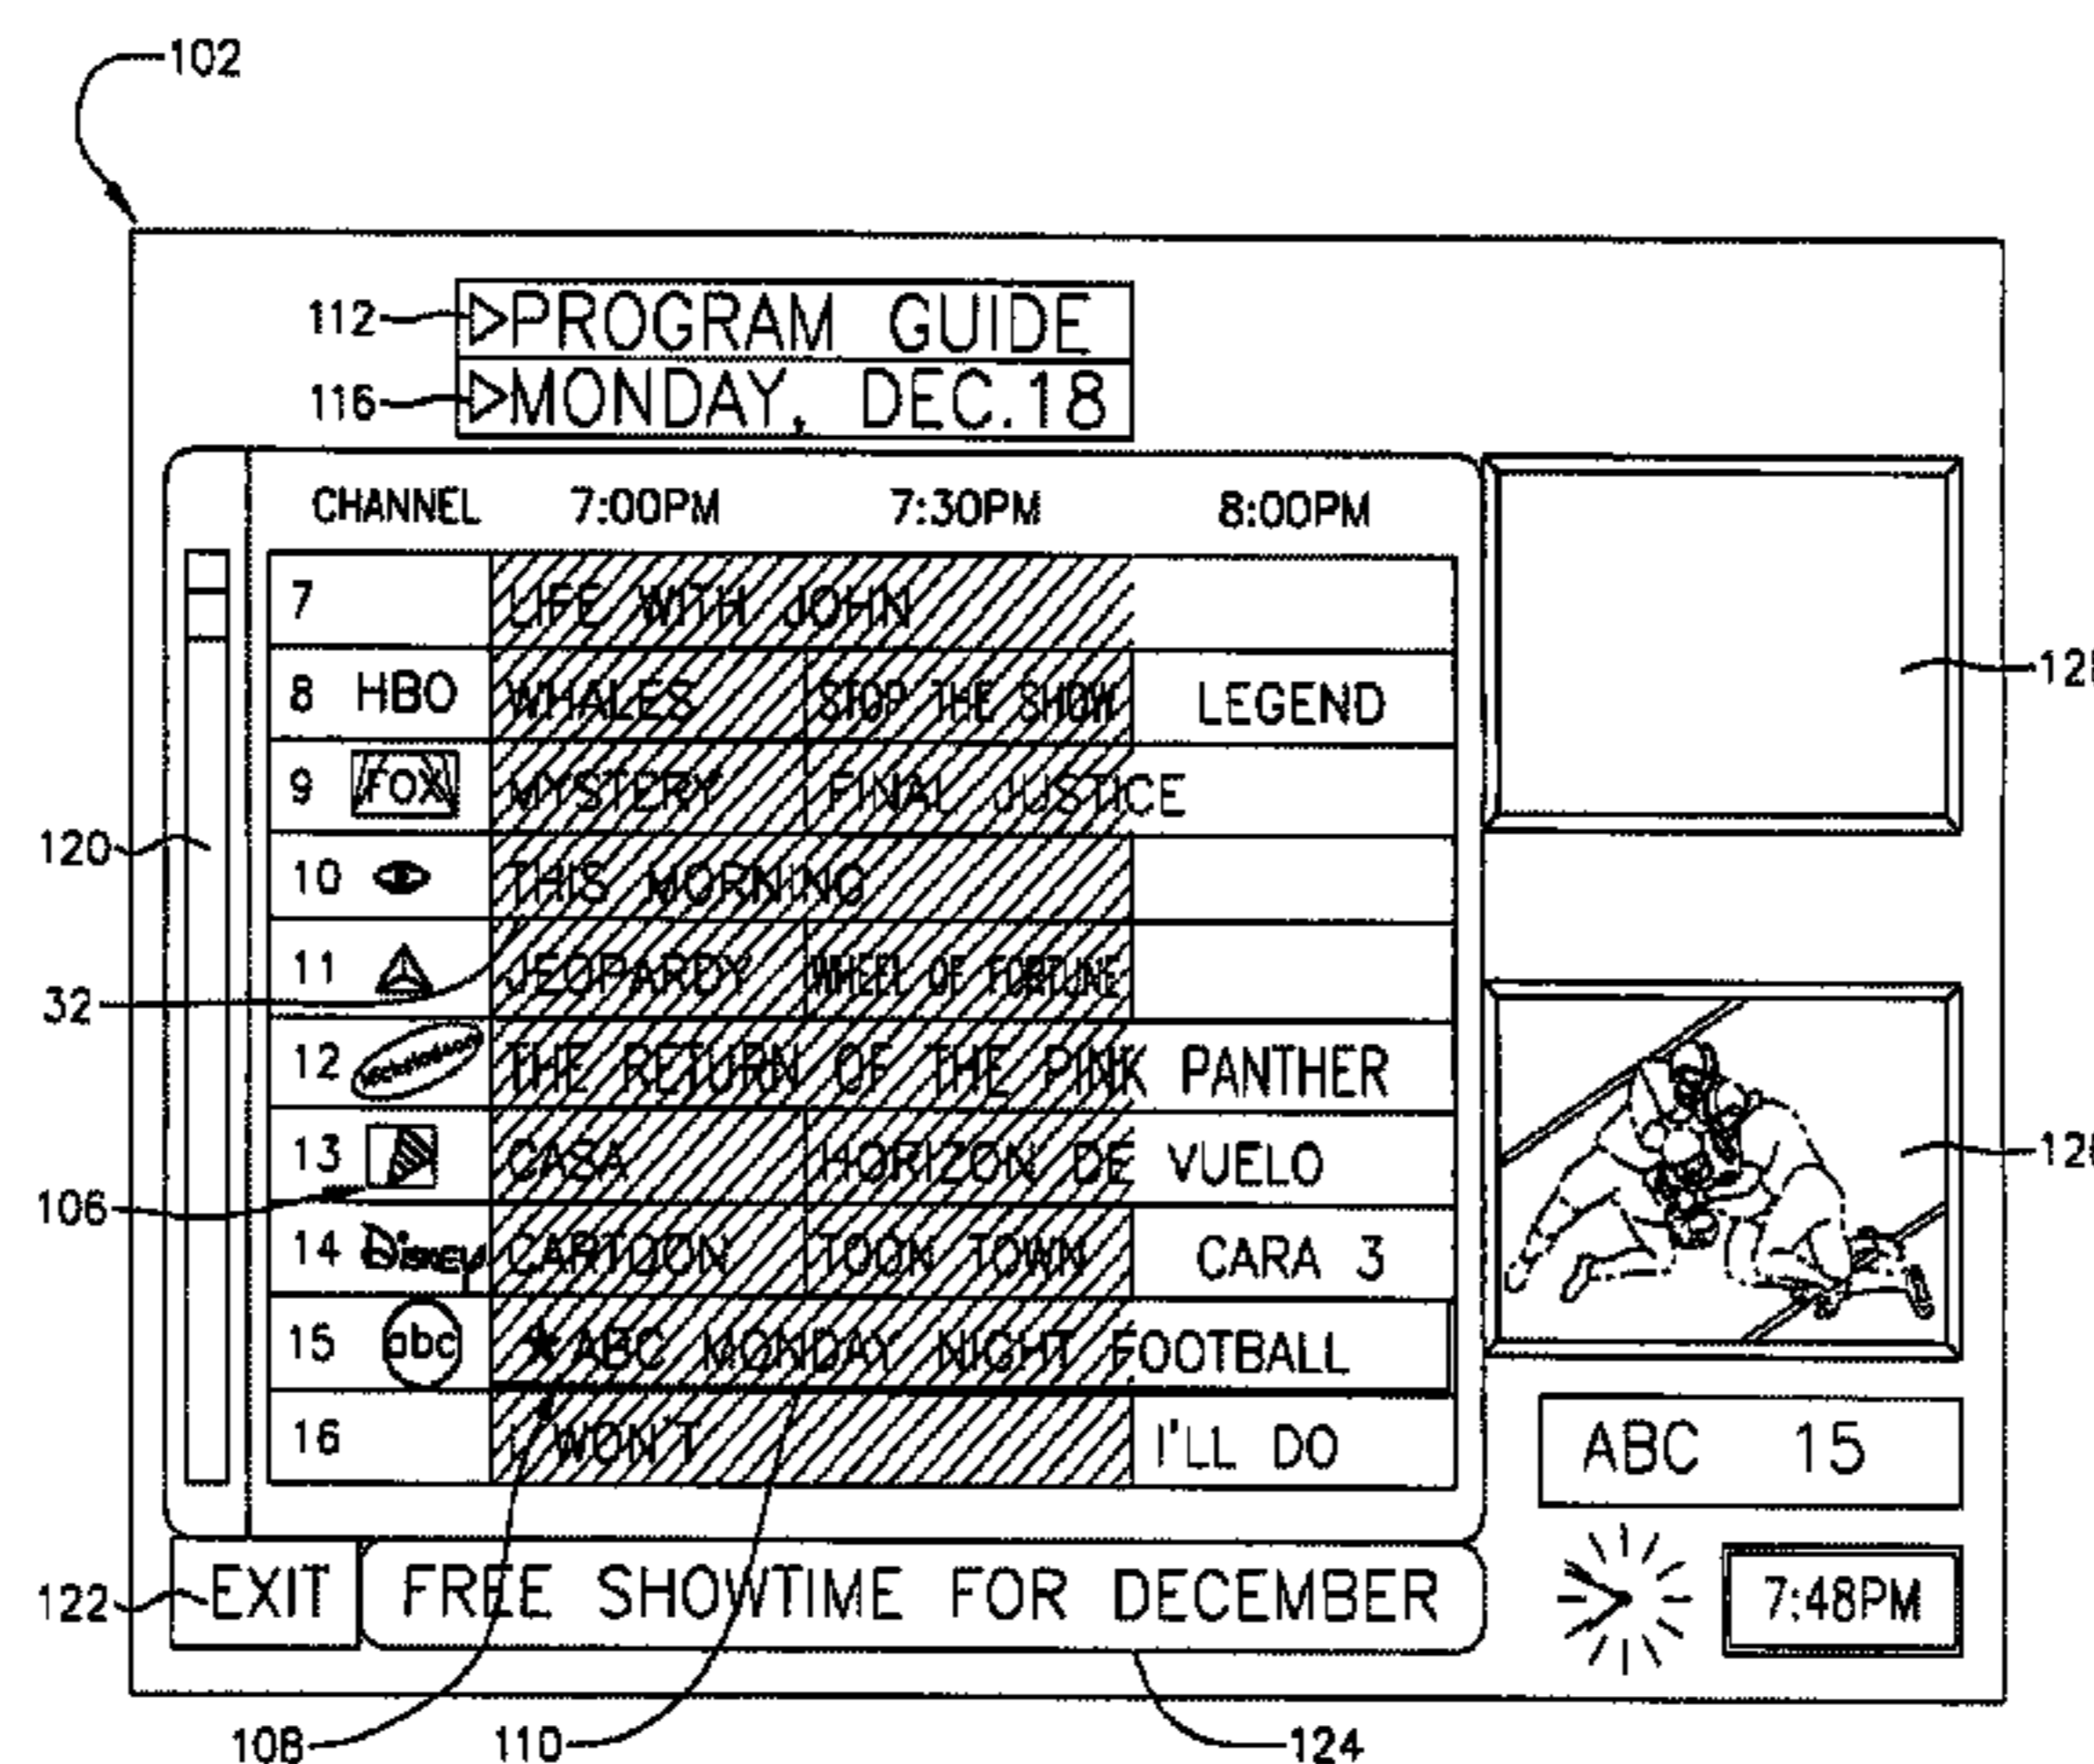 102
112 PROGRAM GUIDE
116 MONDAY, DEC.18
CHANNEL 7:00PM 7:30PM 8:00PM
7 LIFE WITH JOHN
8 HBO WHALES STOP THE SHOW LEGEND
9 FOX MYSTERY FINAL JUSTICE
120
10 THIS MORNING
11 JEOPARDY WHEEL OF FORTUNE
32
12 THE RETURN OF THE PINK PANTHER
13 CASA HORIZON DE VUELO
106
14 Disney CARTOON TOON TOWN CARA 3
15 abc ★ABC MONDAY NIGHT FOOTBALL
16 I WON'T I'LL DO
ABC 15
122 EXIT FREE SHOWTIME FOR DECEMBER 7:48PM
108 110 124